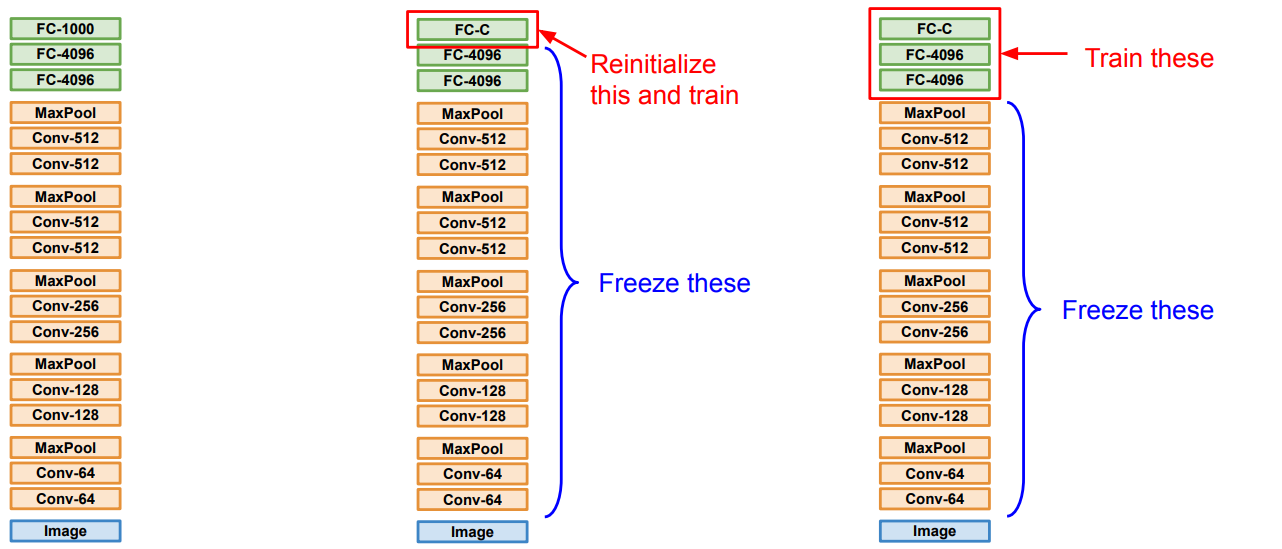 FC-1000
FC-4096
FC-4096
MaxPool
Conv-512
Conv-512
MaxPool
Conv-512
Conv-512
MaxPool
Conv-256
Conv-256
MaxPool
Conv-128
Conv-128
MaxPool
Conv-64
Conv-64
Image
FC-C
FC-4096
FC-4096
MaxPool
Conv-512
Conv-512
MaxPool
Conv-512
Conv-512
MaxPool
Conv-256
Conv-256
MaxPool
Conv-128
Conv-128
MaxPool
Conv-64
Conv-64
Image
Reinitialize
this and train
Freeze these
FC-C
FC-4096
FC-4096
MaxPool
Conv-512
Conv-512
MaxPool
Conv-512
Conv-512
MaxPool
Conv-256
Conv-256
MaxPool
Conv-128
Conv-128
MaxPool
Conv-64
Conv-64
Image
Train these
Freeze these